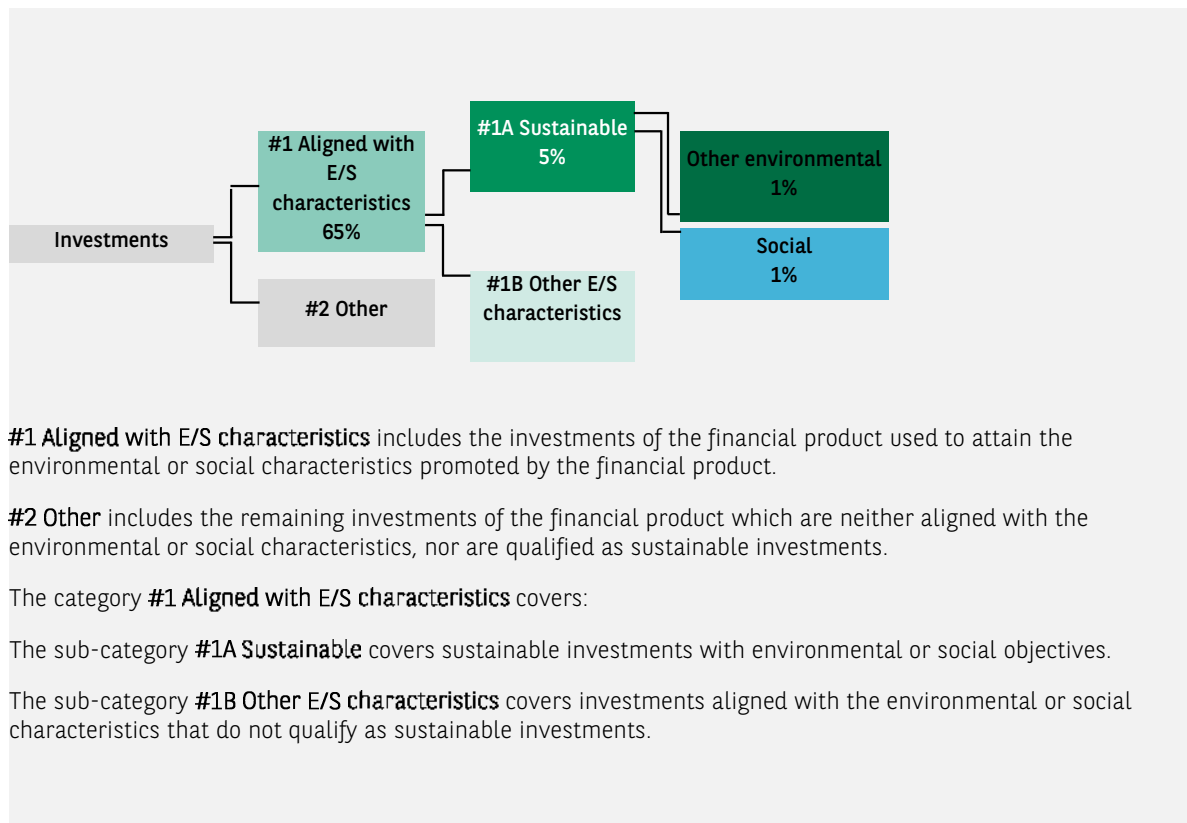 #1A Sustainable
5%
#1 Aligned with
E/S
characteristics
65%
Other environmental
1%
Investments
Social
1%
#1B Other E/S
characteristics
#2 Other
#1 Aligned with E/S characteristics includes the investments of the financial product used to attain the
environmental or social characteristics promoted by the financial product.
#2 Other includes the remaining investments of the financial product which are neither aligned with the
environmental or social characteristics, nor are qualified as sustainable investments.
The category #1 Aligned with E/S characteristics covers:
The sub-category #1A Sustainable covers sustainable investments with environmental or social objectives.
The sub-category #1B Other E/S characteristics covers investments aligned with the environmental or social
characteristics that do not qualify as sustainable investments.